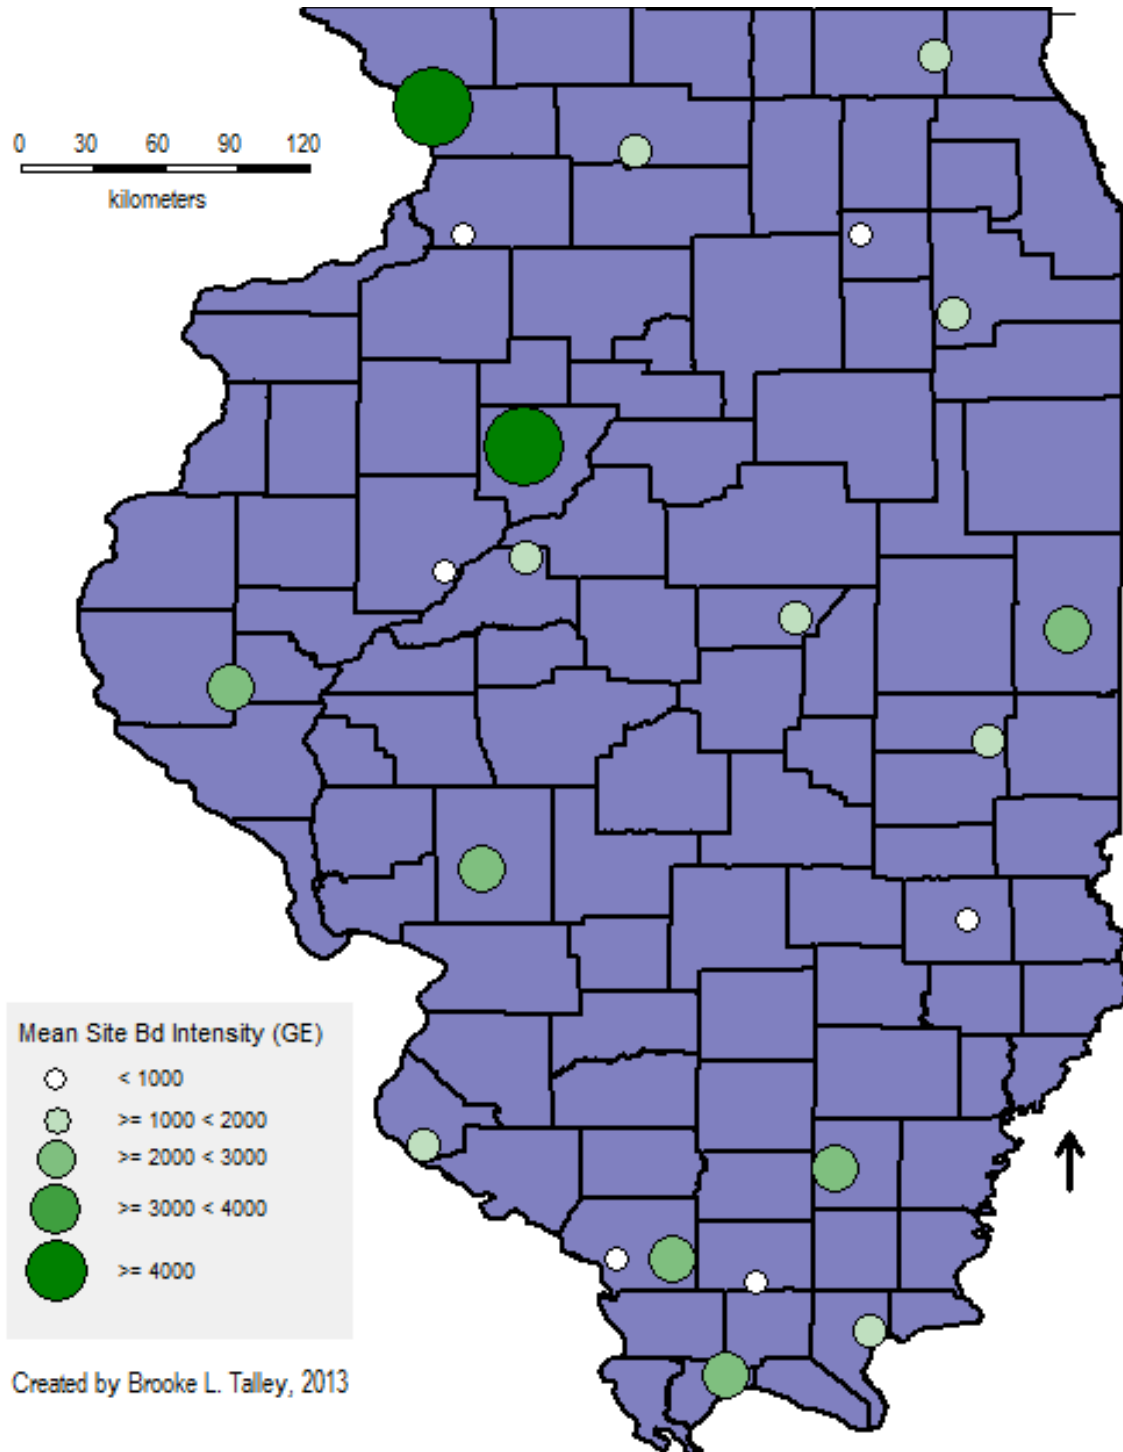 0 30 60 90 120
kilometers
Mean Site Bd Intensity (GE)
< 1000
>= 1000 < 2000
>= 2000 < 3000
>= 3000 < 4000
>= 4000
Created by Brooke L. Talley, 2013